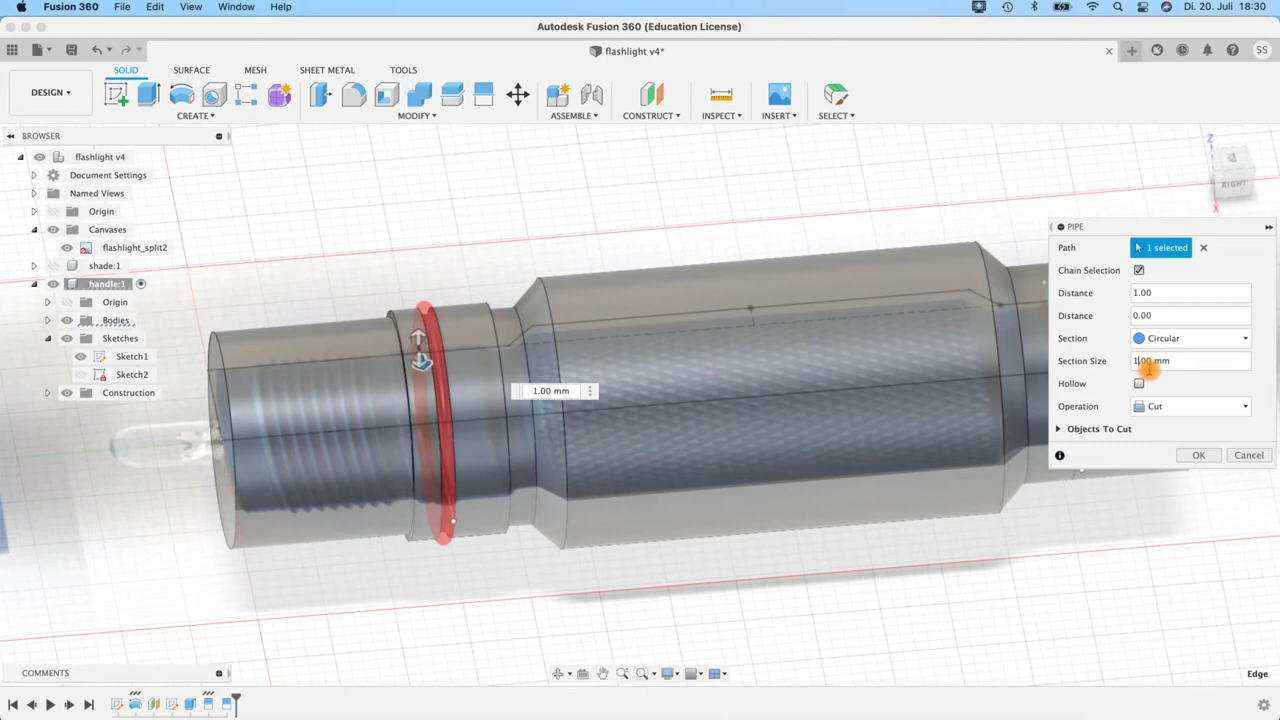 Fusion 360 File Edit View Window Help Di. 20. Juli 18:30
Autodesk Fusion 360 (Education License)
flashlight v4*
SS
SOLID SURFACE MESH SHEET METAL TOOLS
DESIGN
CREATE MODIFY ASSEMBLE CONSTRUCT INSPECT INSERT SELECT
BROWSER
flashlight v4
Document Settings
Named Views
Origin
Canvases
flashlight_split2
shade:1
handle:1
Origin
Bodies
Sketches
Sketch1
Sketch2
Construction
Z
RIGHT
X
1.00 mm
PIPE
Path 1 selected
Chain Selection
Distance 1.00
Distance 0.00
Section Circular
Section Size 1.00 mm
Hollow
Operation Cut
Objects To Cut
OK Cancel
COMMENTS
Edge